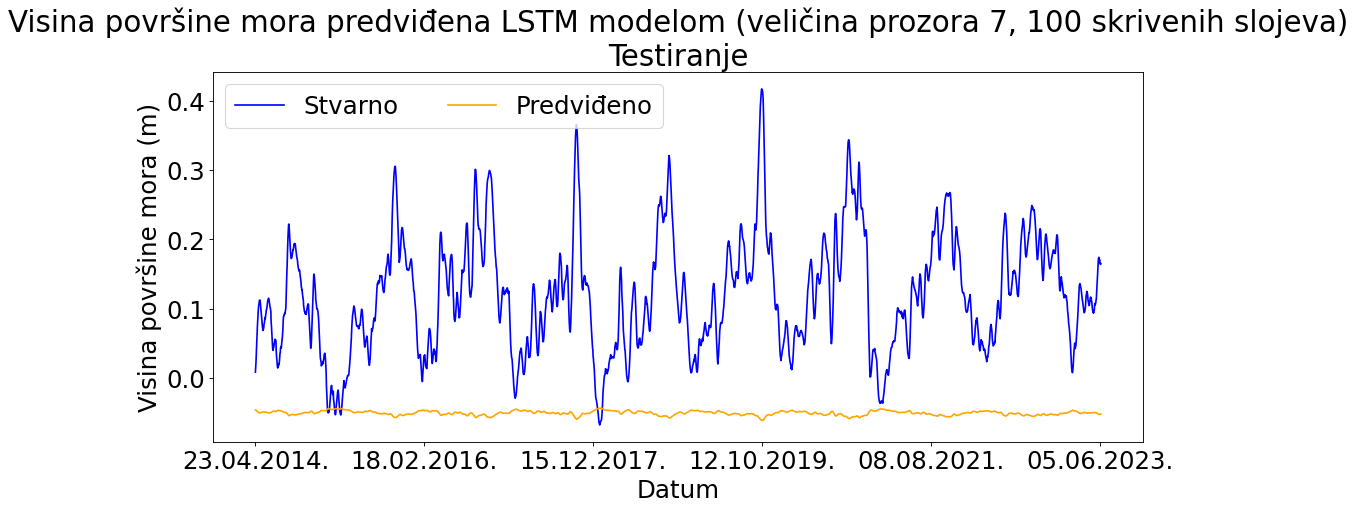 Visina površine mora predviđena LSTM modelom (veličina prozora 7, 100 skrivenih slojeva)
Testiranje
Stvarno Predviđeno
Visina površine mora (m)
0.4
0.3
0.2
0.1
0.0
23.04.2014. 18.02.2016. 15.12.2017. 12.10.2019. 08.08.2021. 05.06.2023.
Datum